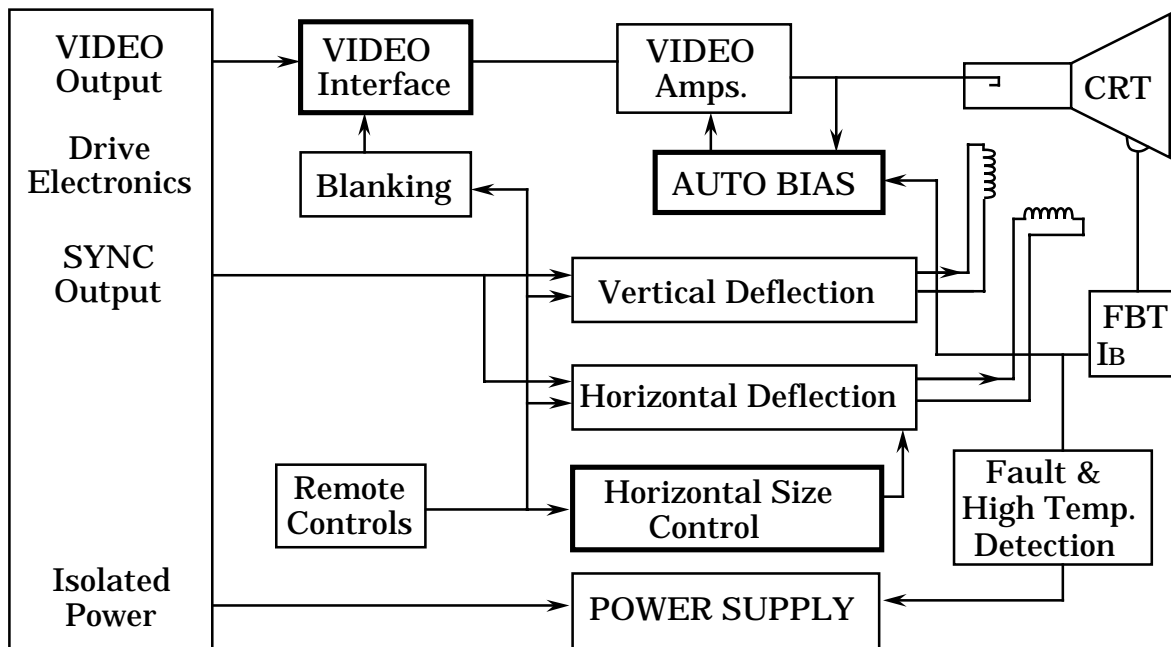 VIDEO
Output
Drive
Electronics
SYNC
Output
Isolated
Power
VIDEO
Interface
VIDEO
Amps.
CRT
Blanking
AUTO BIAS
Vertical Deflection
FBT
IB
Horizontal Deflection
Remote
Controls
Horizontal Size
Control
Fault &
High Temp.
Detection
POWER SUPPLY